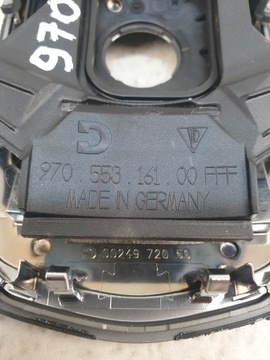 970
970.553.161.00 FFF
MADE IN GERMANY
00249 720 60